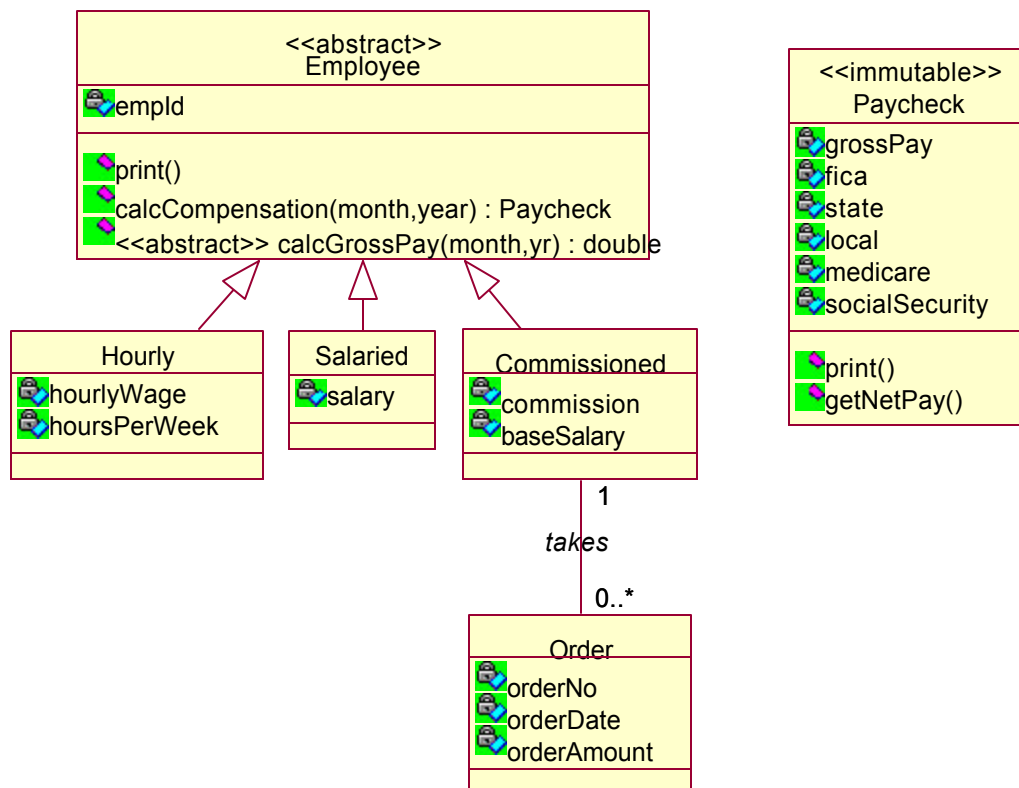 <<abstract>>
Employee
empId
print()
calcCompensation(month,year) : Paycheck
<<abstract>> calcGrossPay(month,yr) : double
<<immutable>>
Paycheck
grossPay
fica
state
local
medicare
socialSecurity
print()
getNetPay()
Hourly
hourlyWage
hoursPerWeek
Salaried
salary
Commissioned
commission
baseSalary
1
takes
0..*
Order
orderNo
orderDate
orderAmount